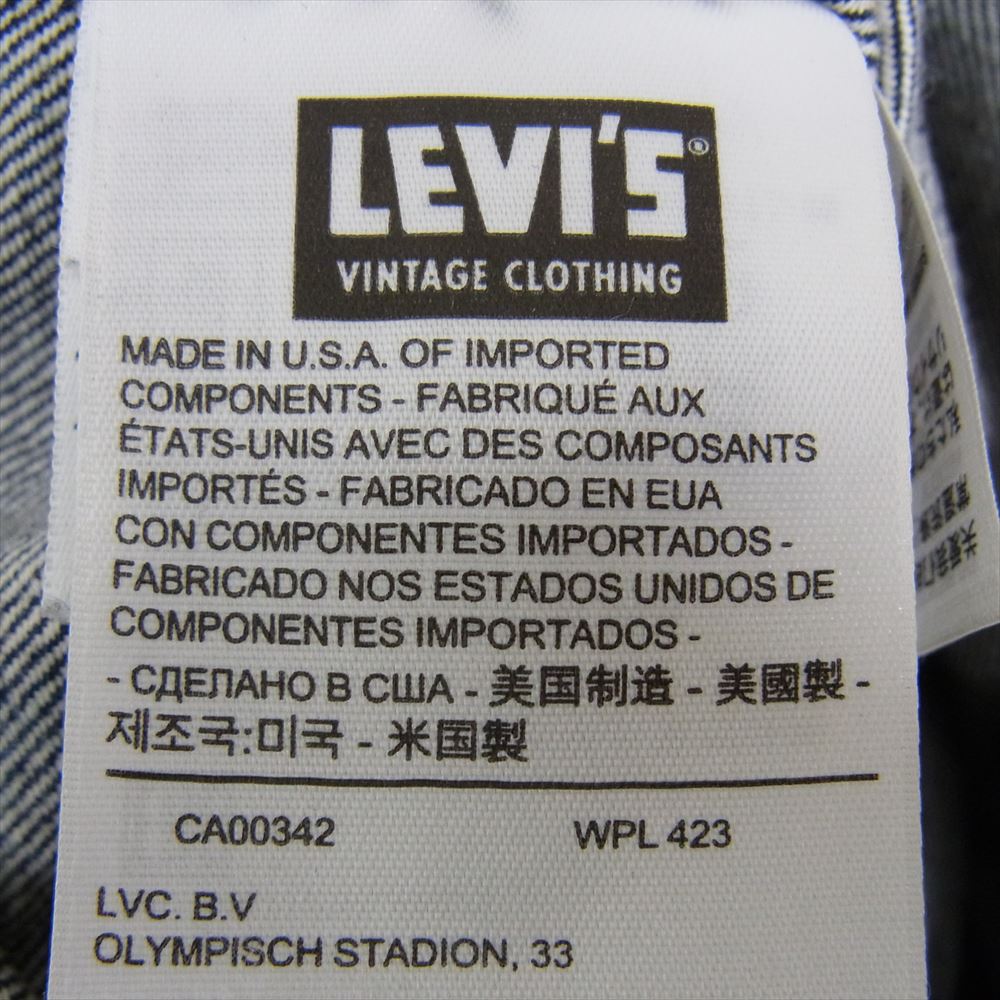 LEVI'S®
VINTAGE CLOTHING
MADE IN U.S.A. OF IMPORTED
COMPONENTS - FABRIQUÉ AUX
ÉTATS-UNIS AVEC DES COMPOSANTS
IMPORTÉS - FABRICADO EN EUA
CON COMPONENTES IMPORTADOS -
FABRICADO NOS ESTADOS UNIDOS DE
COMPONENTES IMPORTADOS -
- СДЕЛАНО В США - 美国制造 - 美國製 -
제조국:미국 - 米国製
CA00342 WPL 423
LVC. B.V
OLYMPISCH STADION, 33